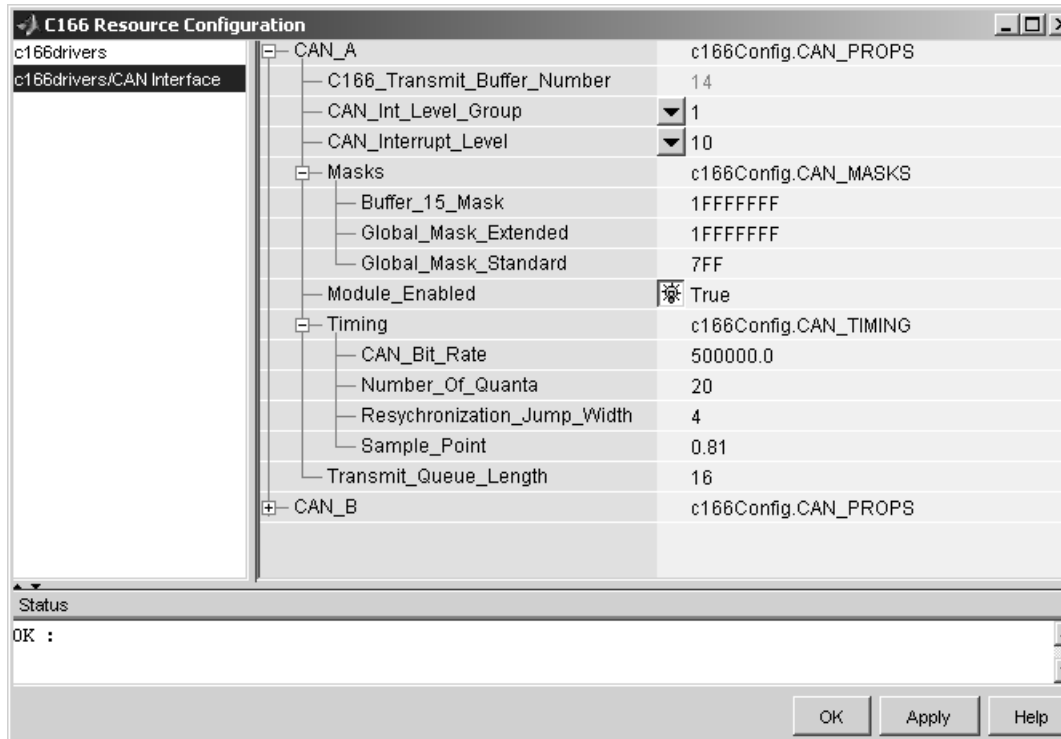 C166 Resource Configuration
c166drivers
c166drivers/CAN Interface
CAN_A c166Config.CAN_PROPS
C166_Transmit_Buffer_Number 14
CAN_Int_Level_Group 1
CAN_Interrupt_Level 10
Masks c166Config.CAN_MASKS
Buffer_15_Mask 1FFFFFFF
Global_Mask_Extended 1FFFFFFF
Global_Mask_Standard 7FF
Module_Enabled True
Timing c166Config.CAN_TIMING
CAN_Bit_Rate 500000.0
Number_Of_Quanta 20
Resychronization_Jump_Width 4
Sample_Point 0.81
Transmit_Queue_Length 16
CAN_B c166Config.CAN_PROPS
Status
OK :
OK Apply Help